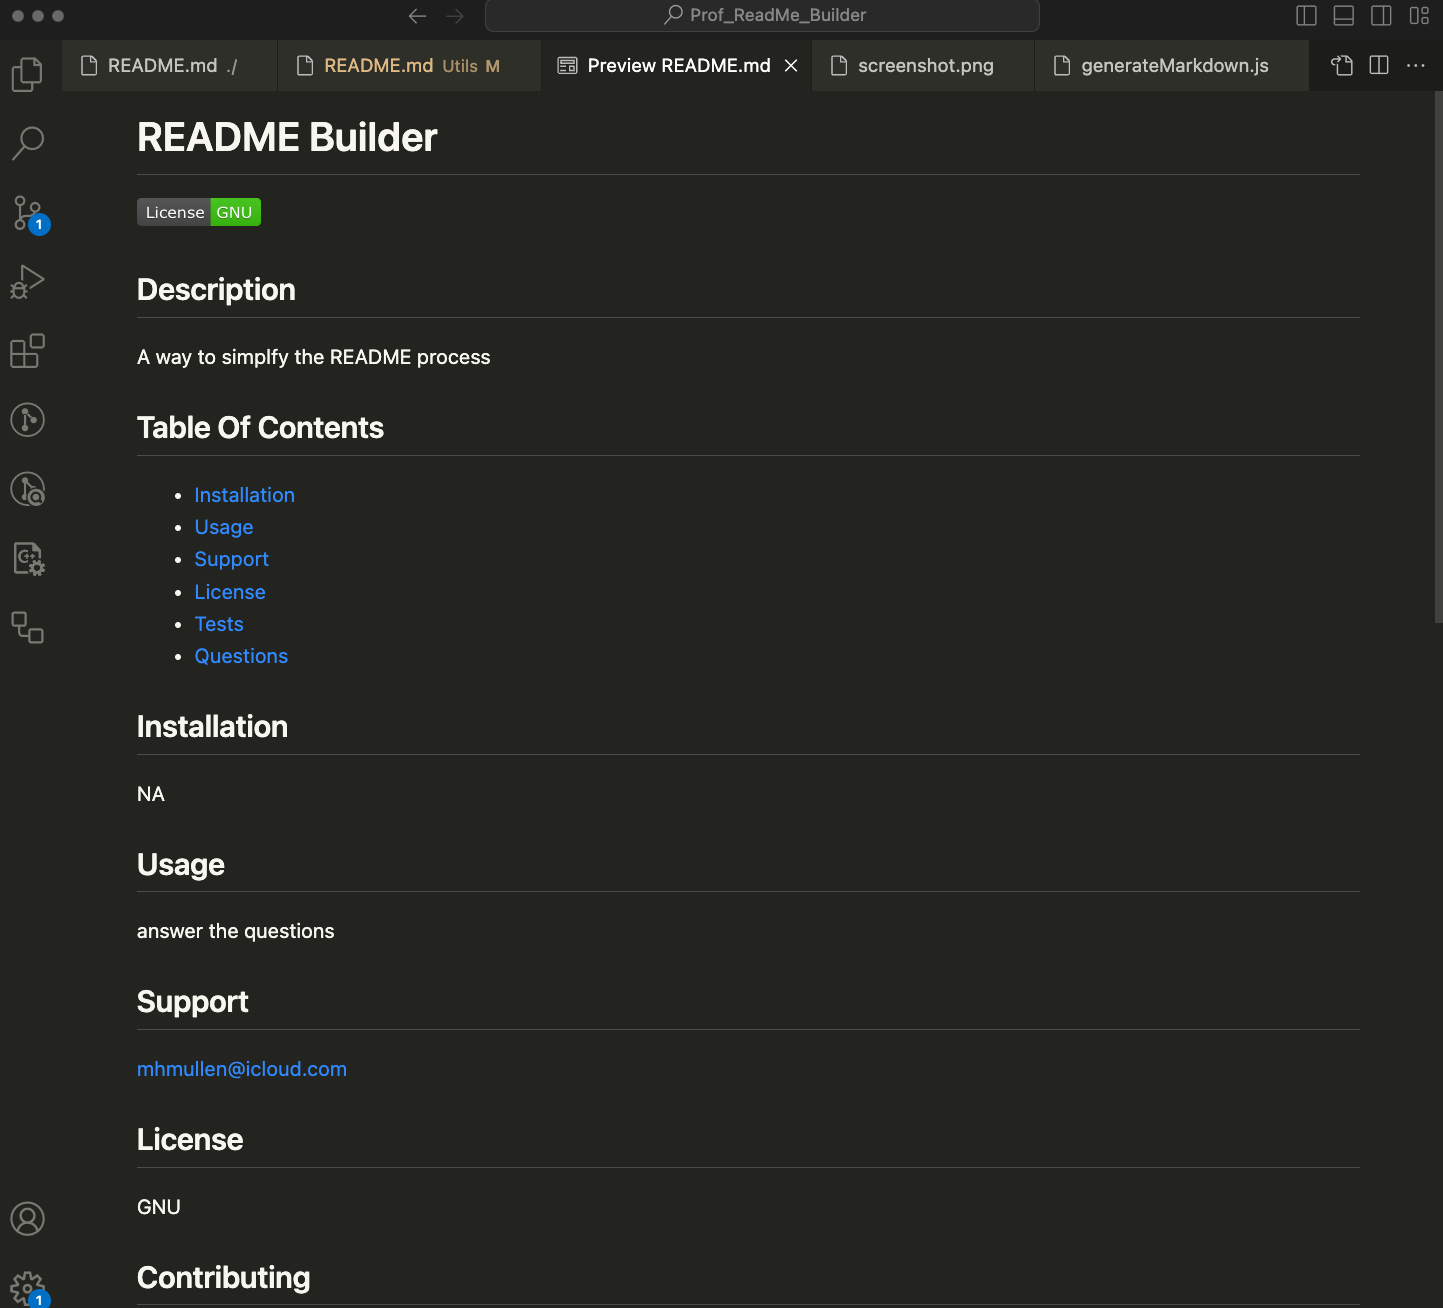 Prof_ReadMe_Builder
README.md ./
README.md Utils M
Preview README.md
screenshot.png
generateMarkdown.js
README Builder
License GNU
1
Description
A way to simplfy the README process
Table Of Contents
• Installation
• Usage
• Support
• License
• Tests
• Questions
Installation
NA
Usage
answer the questions
Support
mhmullen@icloud.com
License
GNU
Contributing
1